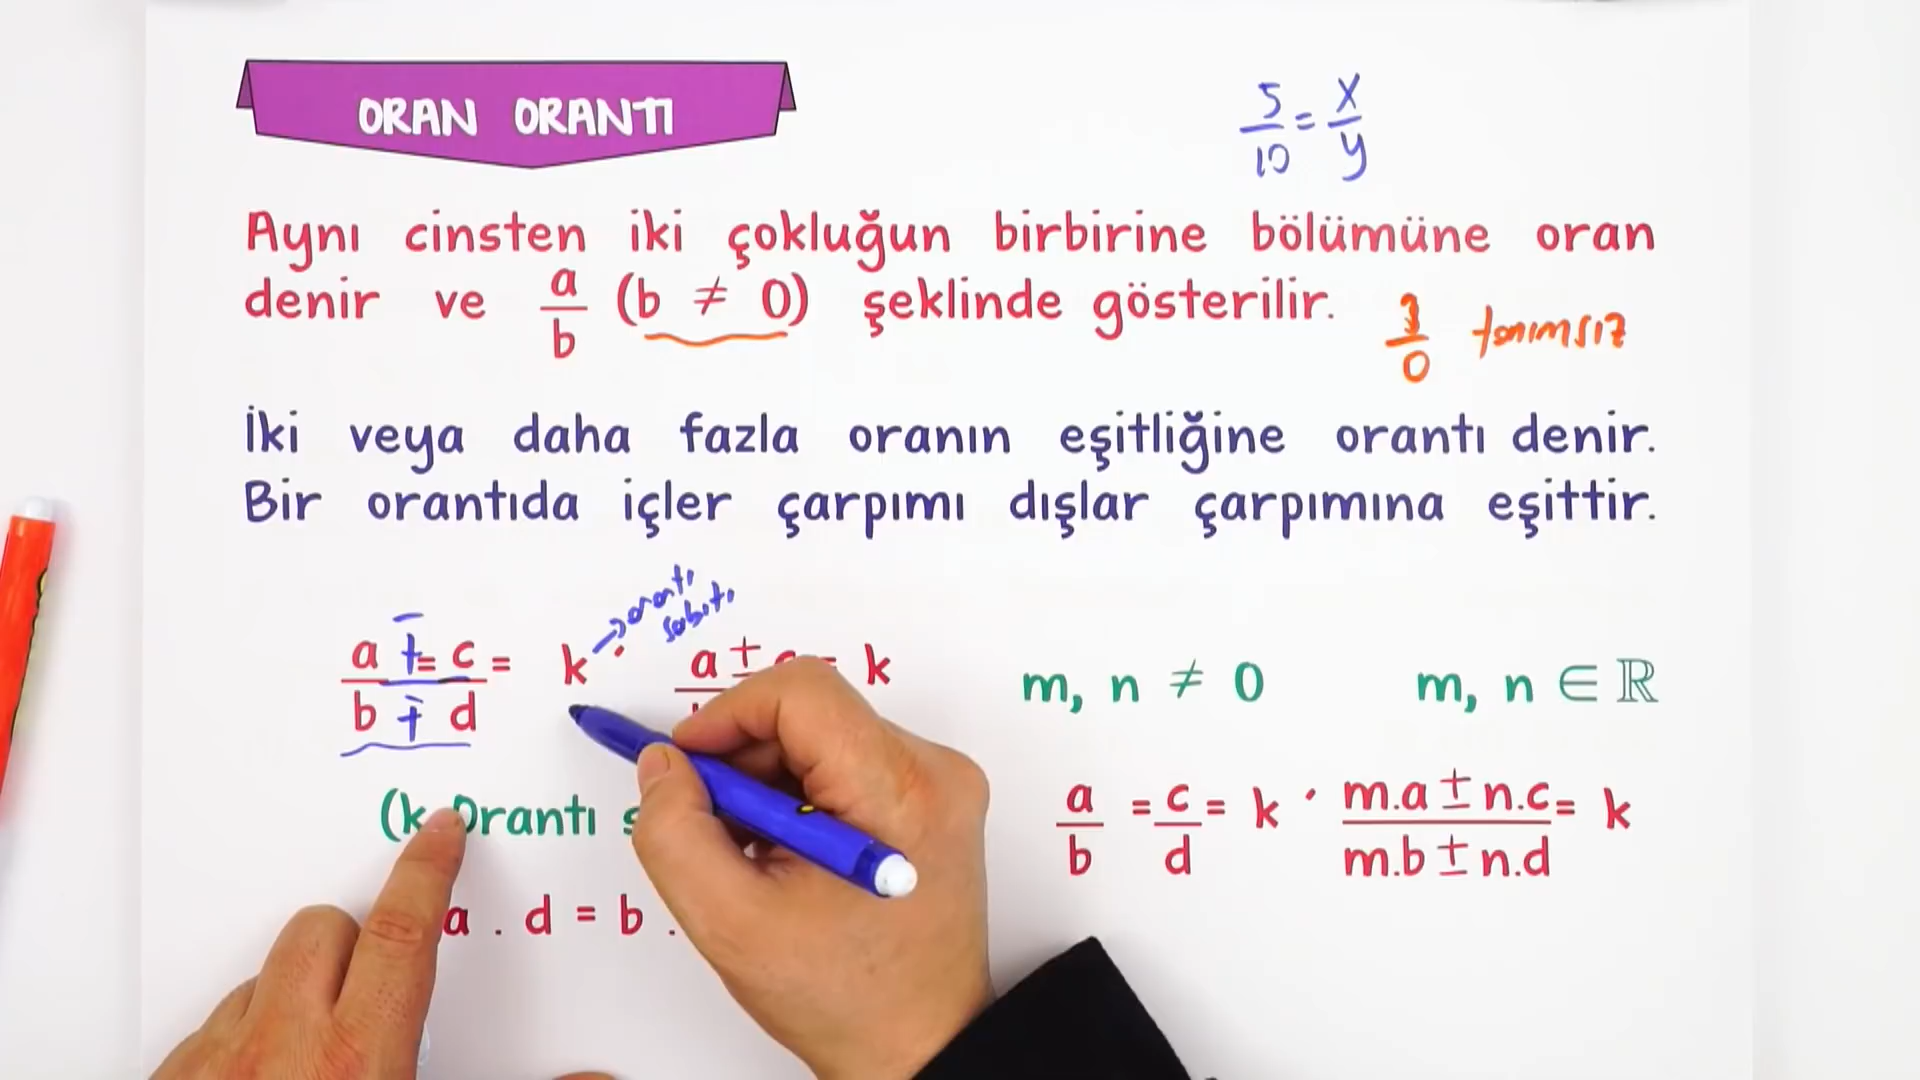 ORAN ORANTI
5/10 = x/y
Aynı cinsten iki çokluğun birbirine bölümüne oran
denir ve a/b (b ≠ 0) şeklinde gösterilir.
3/0 tanımsız
İki veya daha fazla oranın eşitliğine orantı denir.
Bir orantıda içler çarpımı dışlar çarpımına eşittir.
orantı
sabiti
a/b = c/d = k
a ± = k
m, n ≠ 0 m, n ∈ ℝ
(k Orantı
a/b = c/d = k . m.a ± n.c/m.b ± n.d = k
a . d = b .